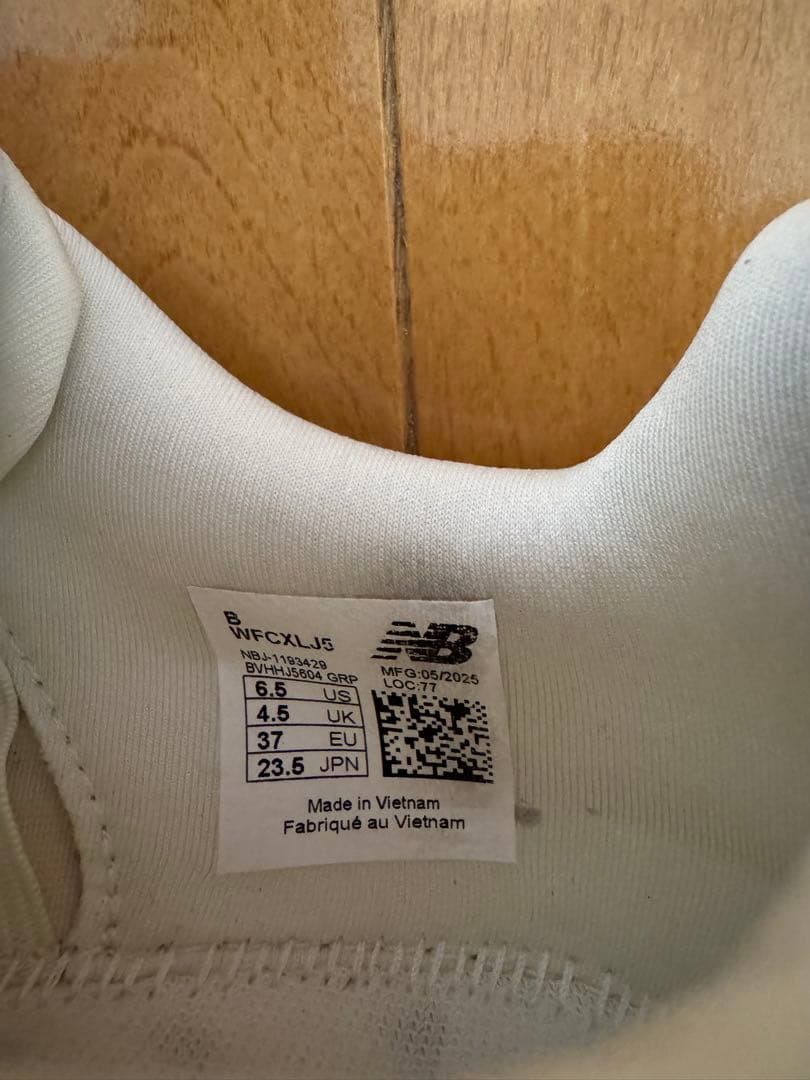 B
WFCXLJ5
NBJ-1193429
BVHHJ5604 GRP
6.5 US
4.5 UK
37 EU
23.5 JPN
NB
MFG:05/2025
LOC:77
Made in Vietnam
Fabriqué au Vietnam